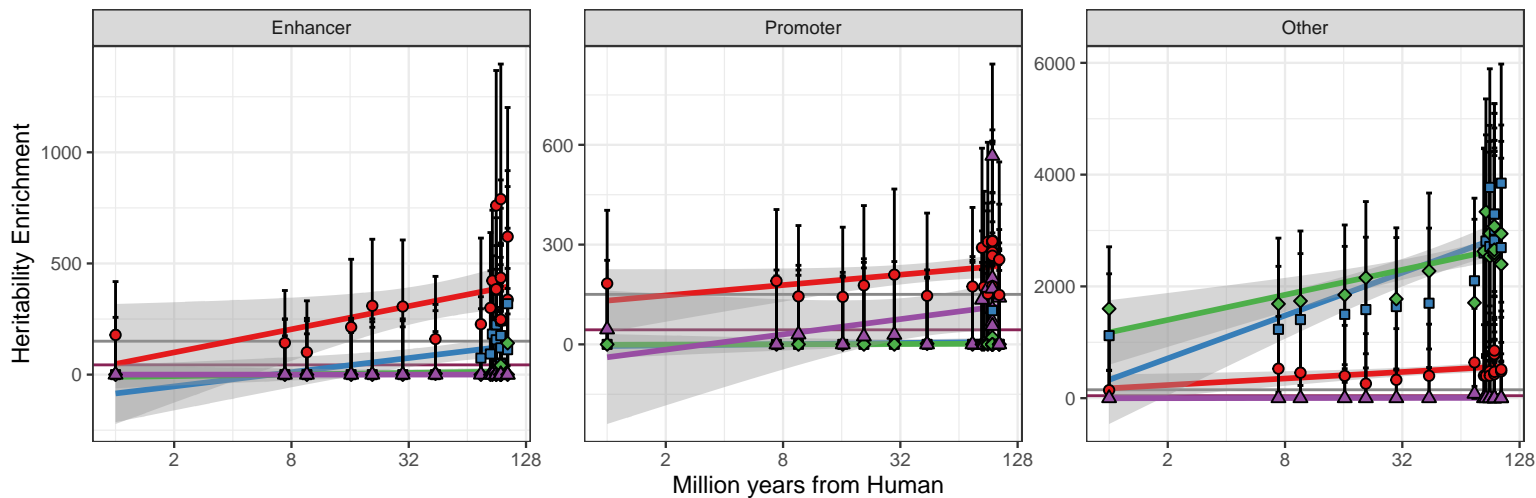 Enhancer
Promoter
Other
Heritability Enrichment
1000
500
0
600
300
0
6000
4000
2000
0
2 8 32 128
2 8 32 128
2 8 32 128
Million years from Human